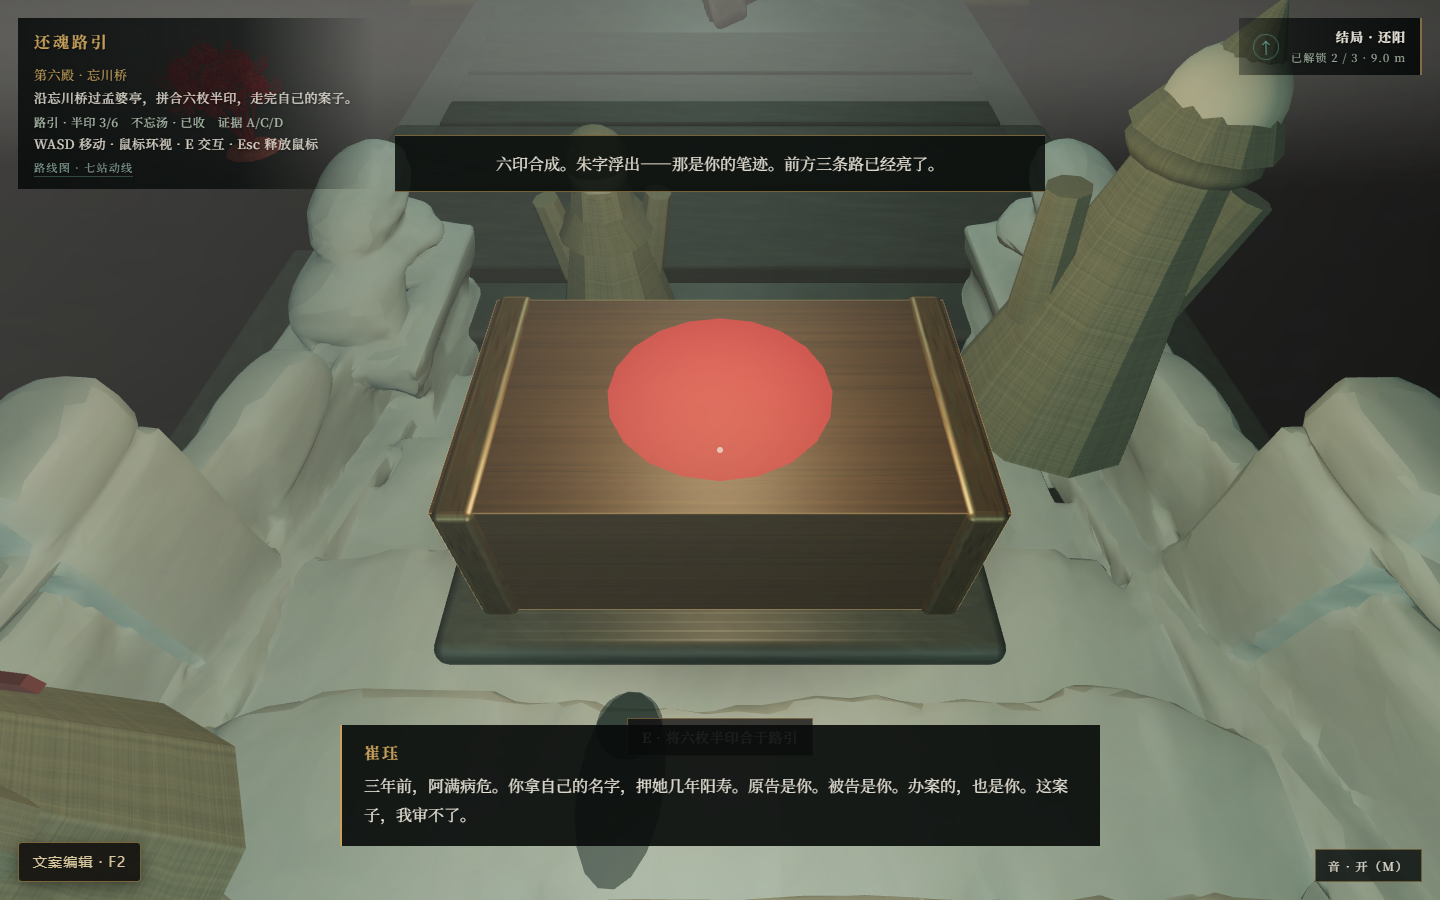 还魂路引
第六殿 · 忘川桥
沿忘川桥过孟婆亭，拼合六枚半印，走完自己的案子。
路引 · 半印 3/6 不忘汤 · 已收 证据 A/C/D
WASD 移动 · 鼠标环视 · E 交互 · Esc 释放鼠标
路线图 · 七站动线
结局 · 还阳
已解锁 2 / 3 · 9.0 m
六印合成。朱字浮出——那是你的笔迹。前方三条路已经亮了。
E · 将六枚半印合于路引
崔珏
三年前，阿满病危。你拿自己的名字，押她几年阳寿。原告是你。被告是你。办案的，也是你。这案
子，我审不了。
文案编辑 · F2
音 · 开（M）